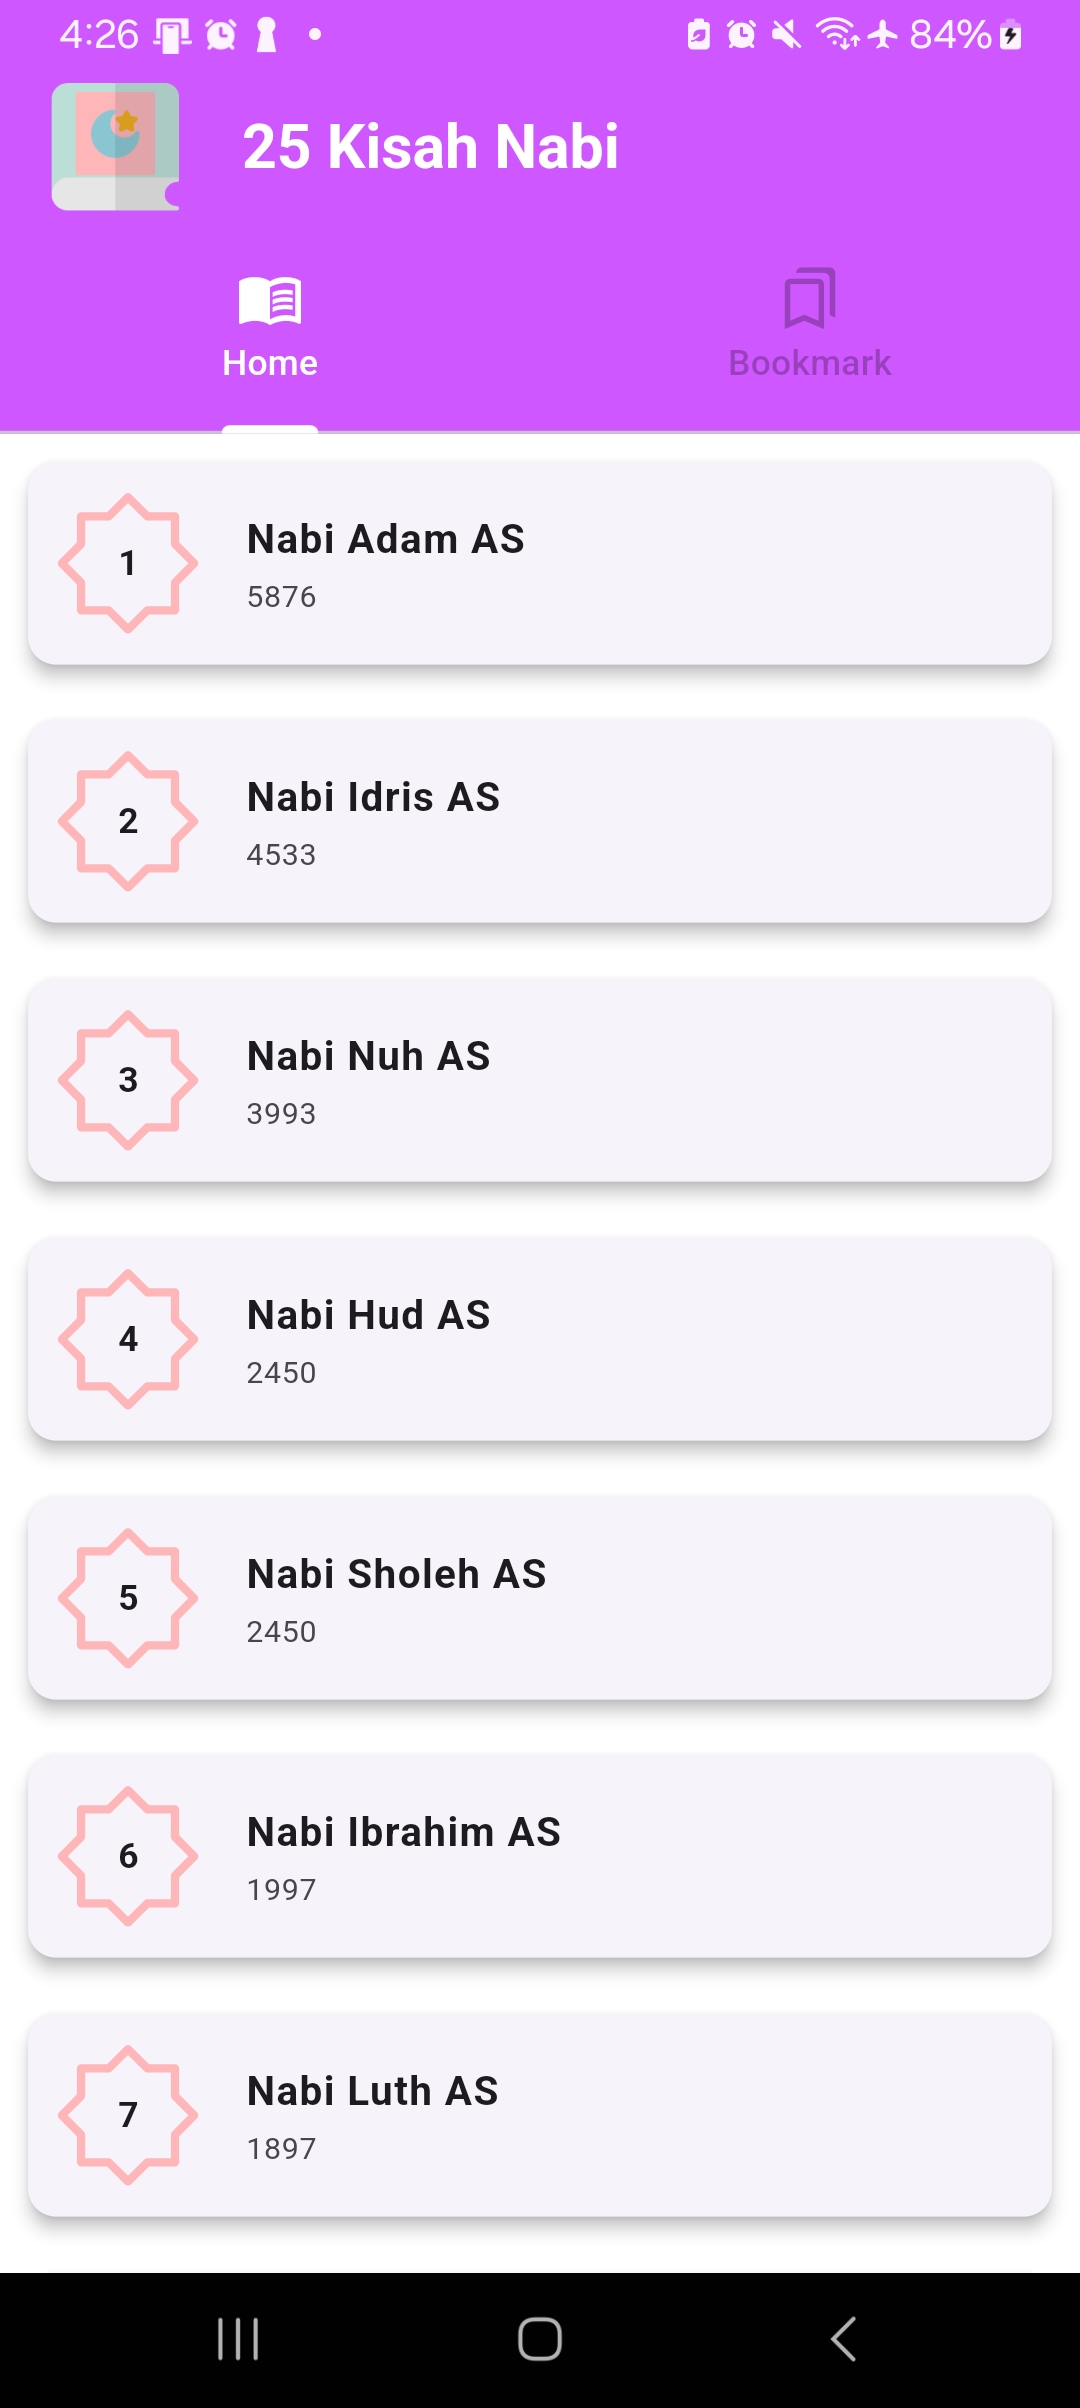 4:26
84%
25 Kisah Nabi
Home
Bookmark
1
Nabi Adam AS
5876
2
Nabi Idris AS
4533
3
Nabi Nuh AS
3993
4
Nabi Hud AS
2450
5
Nabi Sholeh AS
2450
6
Nabi Ibrahim AS
1997
7
Nabi Luth AS
1897